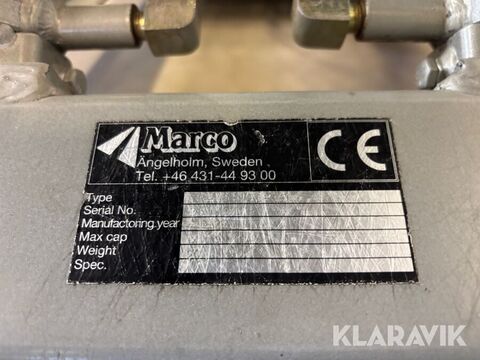 Marco
Ängelholm, Sweden
Tel. +46 431-44 93 00
CE
Type
Serial No.
Manufactoring.year
Max cap
Weight
Spec.
KLARAVIK